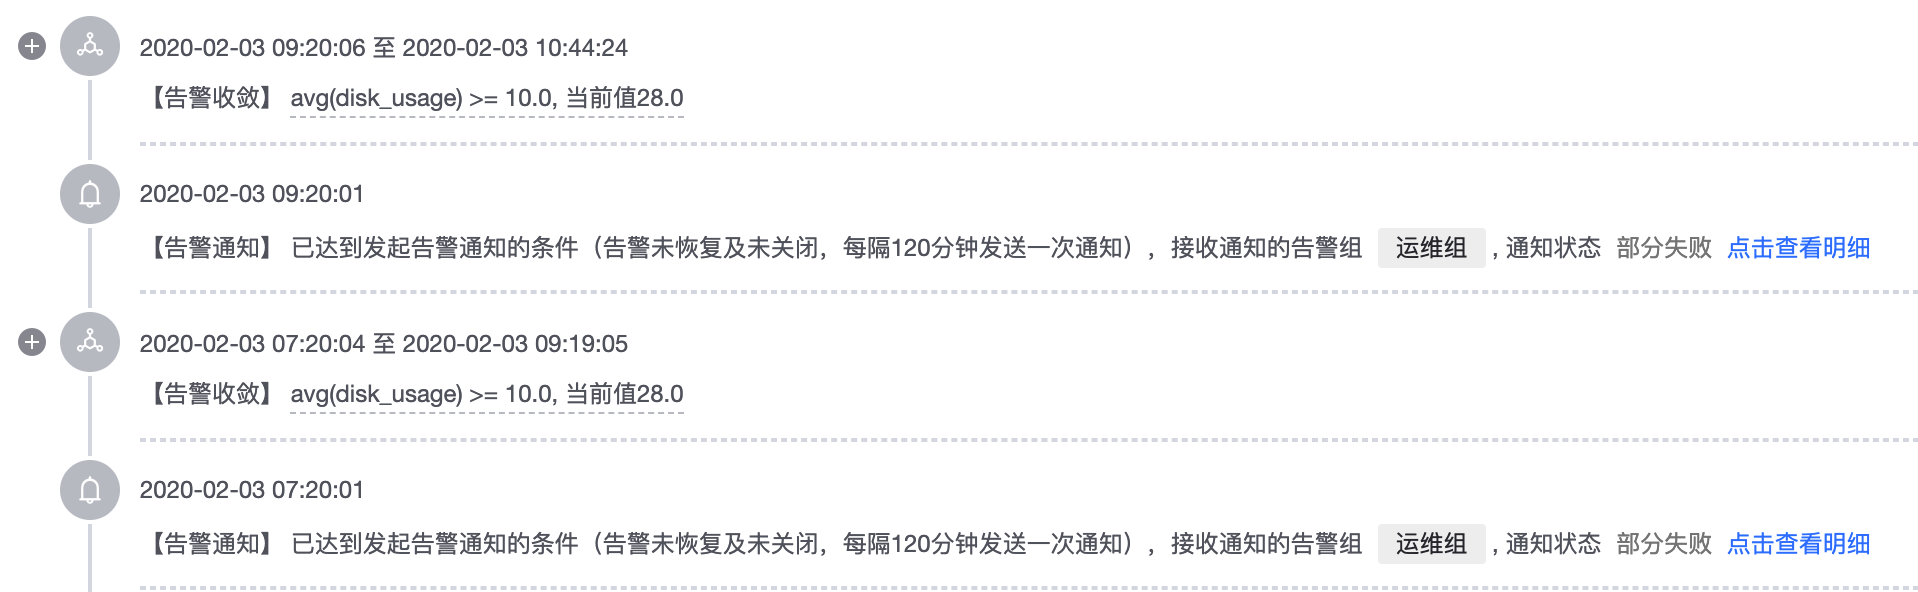 2020-02-03 09:20:06 至 2020-02-03 10:44:24
【告警收敛】 avg(disk_usage) >= 10.0, 当前值28.0
2020-02-03 09:20:01
【告警通知】 已达到发起告警通知的条件（告警未恢复及未关闭，每隔120分钟发送一次通知），接收通知的告警组 运维组 , 通知状态 部分失败 点击查看明细
2020-02-03 07:20:04 至 2020-02-03 09:19:05
【告警收敛】 avg(disk_usage) >= 10.0, 当前值28.0
2020-02-03 07:20:01
【告警通知】 已达到发起告警通知的条件（告警未恢复及未关闭，每隔120分钟发送一次通知），接收通知的告警组 运维组 , 通知状态 部分失败 点击查看明细